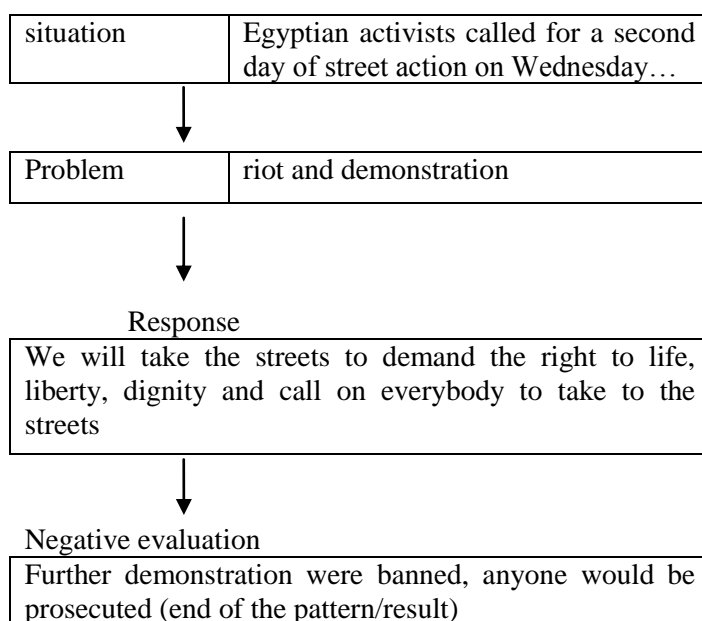 situation Egyptian activists called for a second
day of street action on Wednesday…
Problem riot and demonstration
Response
We will take the streets to demand the right to life,
liberty, dignity and call on everybody to take to the
streets
Negative evaluation
Further demonstration were banned, anyone would be
prosecuted (end of the pattern/result)